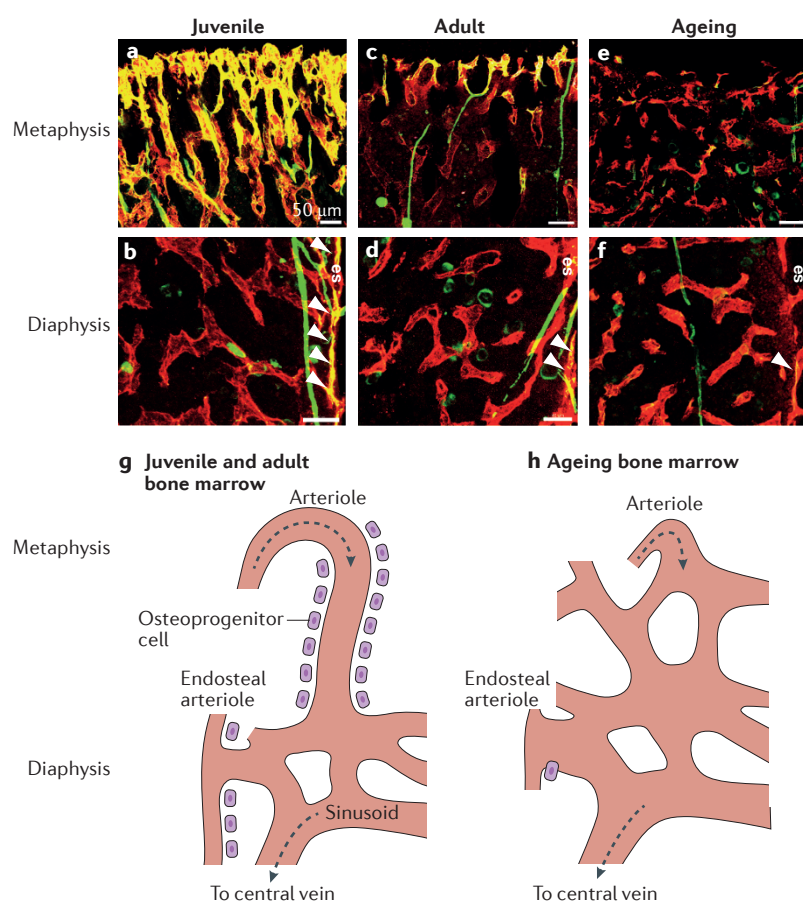 Juvenile Adult Ageing
a c e
Metaphysis
50 μm
b d f
es es es
Diaphysis
g Juvenile and adult
bone marrow
h Ageing bone marrow
Arteriole Arteriole
Metaphysis
Osteoprogenitor
cell
Endosteal
arteriole
Endosteal
arteriole
Diaphysis
Sinusoid
To central vein To central vein